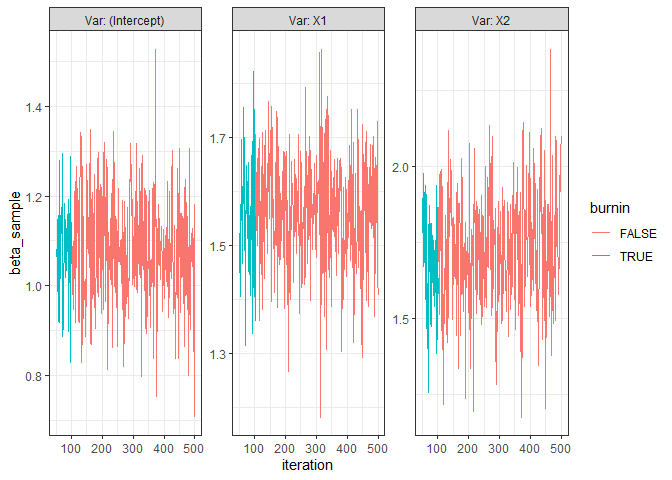 Var: (Intercept)
Var: X1
Var: X2
beta_sample
1.4
1.2
1.0
0.8
1.7
1.5
1.3
2.0
1.5
100 200 300 400 500
100 200 300 400 500
100 200 300 400 500
iteration
burnin
FALSE
TRUE